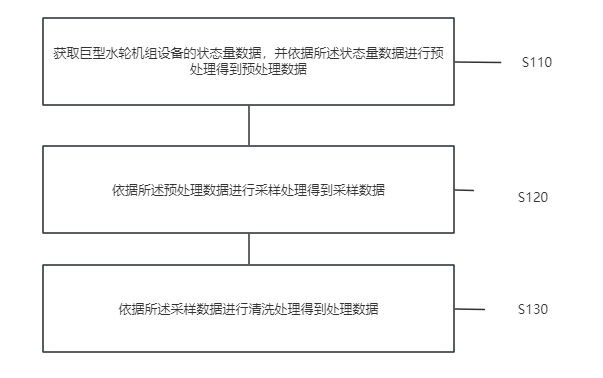 获取巨型水轮机组设备的状态量数据，并依据所述状态量数据进行预
处理得到预处理数据
S110
依据所述预处理数据进行采样处理得到采样数据
S120
依据所述采样数据进行清洗处理得到处理数据
S130